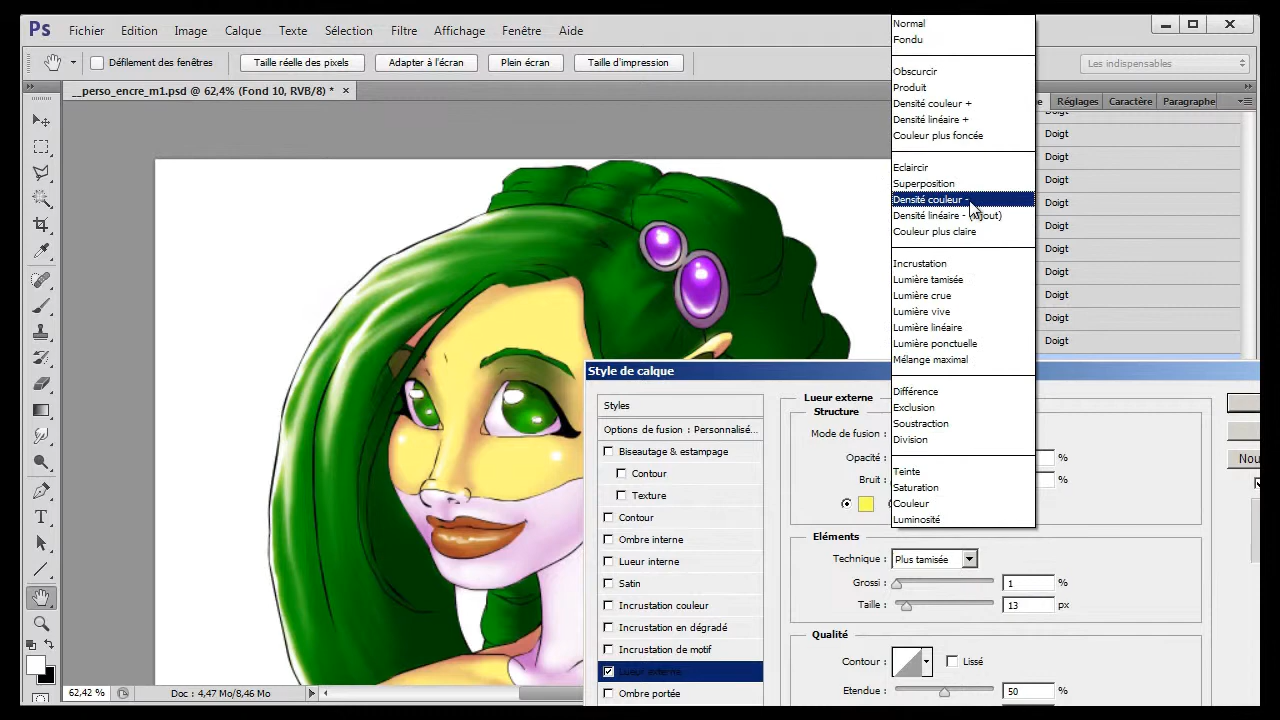 Ps Fichier Edition Image Calque Texte Sélection Filtre Affichage Fenêtre Aide
Défilement des fenêtres Taille réelle des pixels Adapter à l'écran Plein écran Taille d'impression Les indispensables
__perso_encre_m1.psd @ 62,4% (Fond 10, RVB/8) *
Réglages Caractère Paragraphe
Normal
Fondu
Obscurcir
Produit
Densité couleur +
Densité linéaire +
Couleur plus foncée
Eclaircir
Superposition
Densité couleur -
Densité linéaire -
Couleur plus claire
Incrustation
Lumière tamisée
Lumière crue
Lumière vive
Lumière linéaire
Lumière ponctuelle
Mélange maximal
Différence
Exclusion
Soustraction
Division
Teinte
Saturation
Couleur
Luminosité
Doigt
Doigt
Doigt
Doigt
Doigt
Doigt
Doigt
Doigt
Doigt
Doigt
Doigt
Style de calque
Styles
Options de fusion : Personnalisé...
Biseautage & estampage
Contour
Texture
Contour
Ombre interne
Lueur interne
Satin
Incrustation couleur
Incrustation en dégradé
Incrustation de motif
Lueur externe
Ombre portée
Lueur externe
Structure
Mode de fusion :
Opacité : %
Bruit : %
Eléments
Technique : Plus tamisée
Grossi : 1 %
Taille : 13 px
Qualité
Contour : Lissé
Etendue : 50 %
62,42 % Doc : 4,47 Mo/8,46 Mo